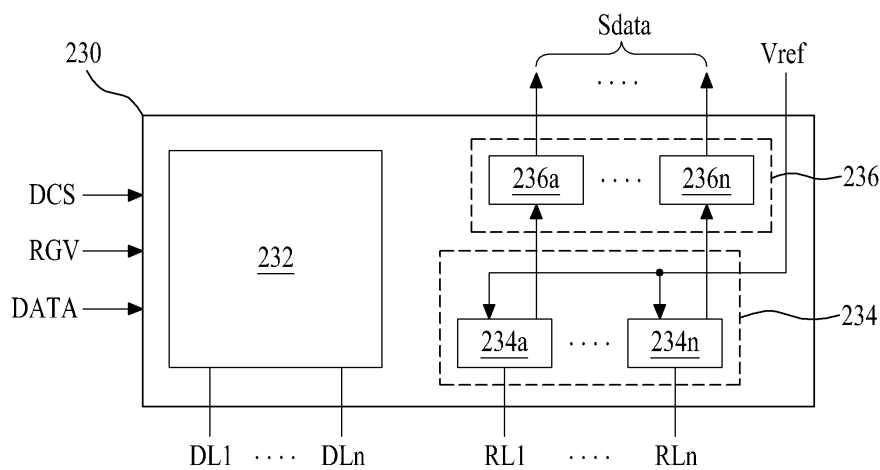 Sdata
230
Vref
. . . .
DCS
236a . . . . 236n
236
RGV
232
DATA
234
234a . . . . 234n
DL1 . . . . DLn
RL1 . . . . RLn